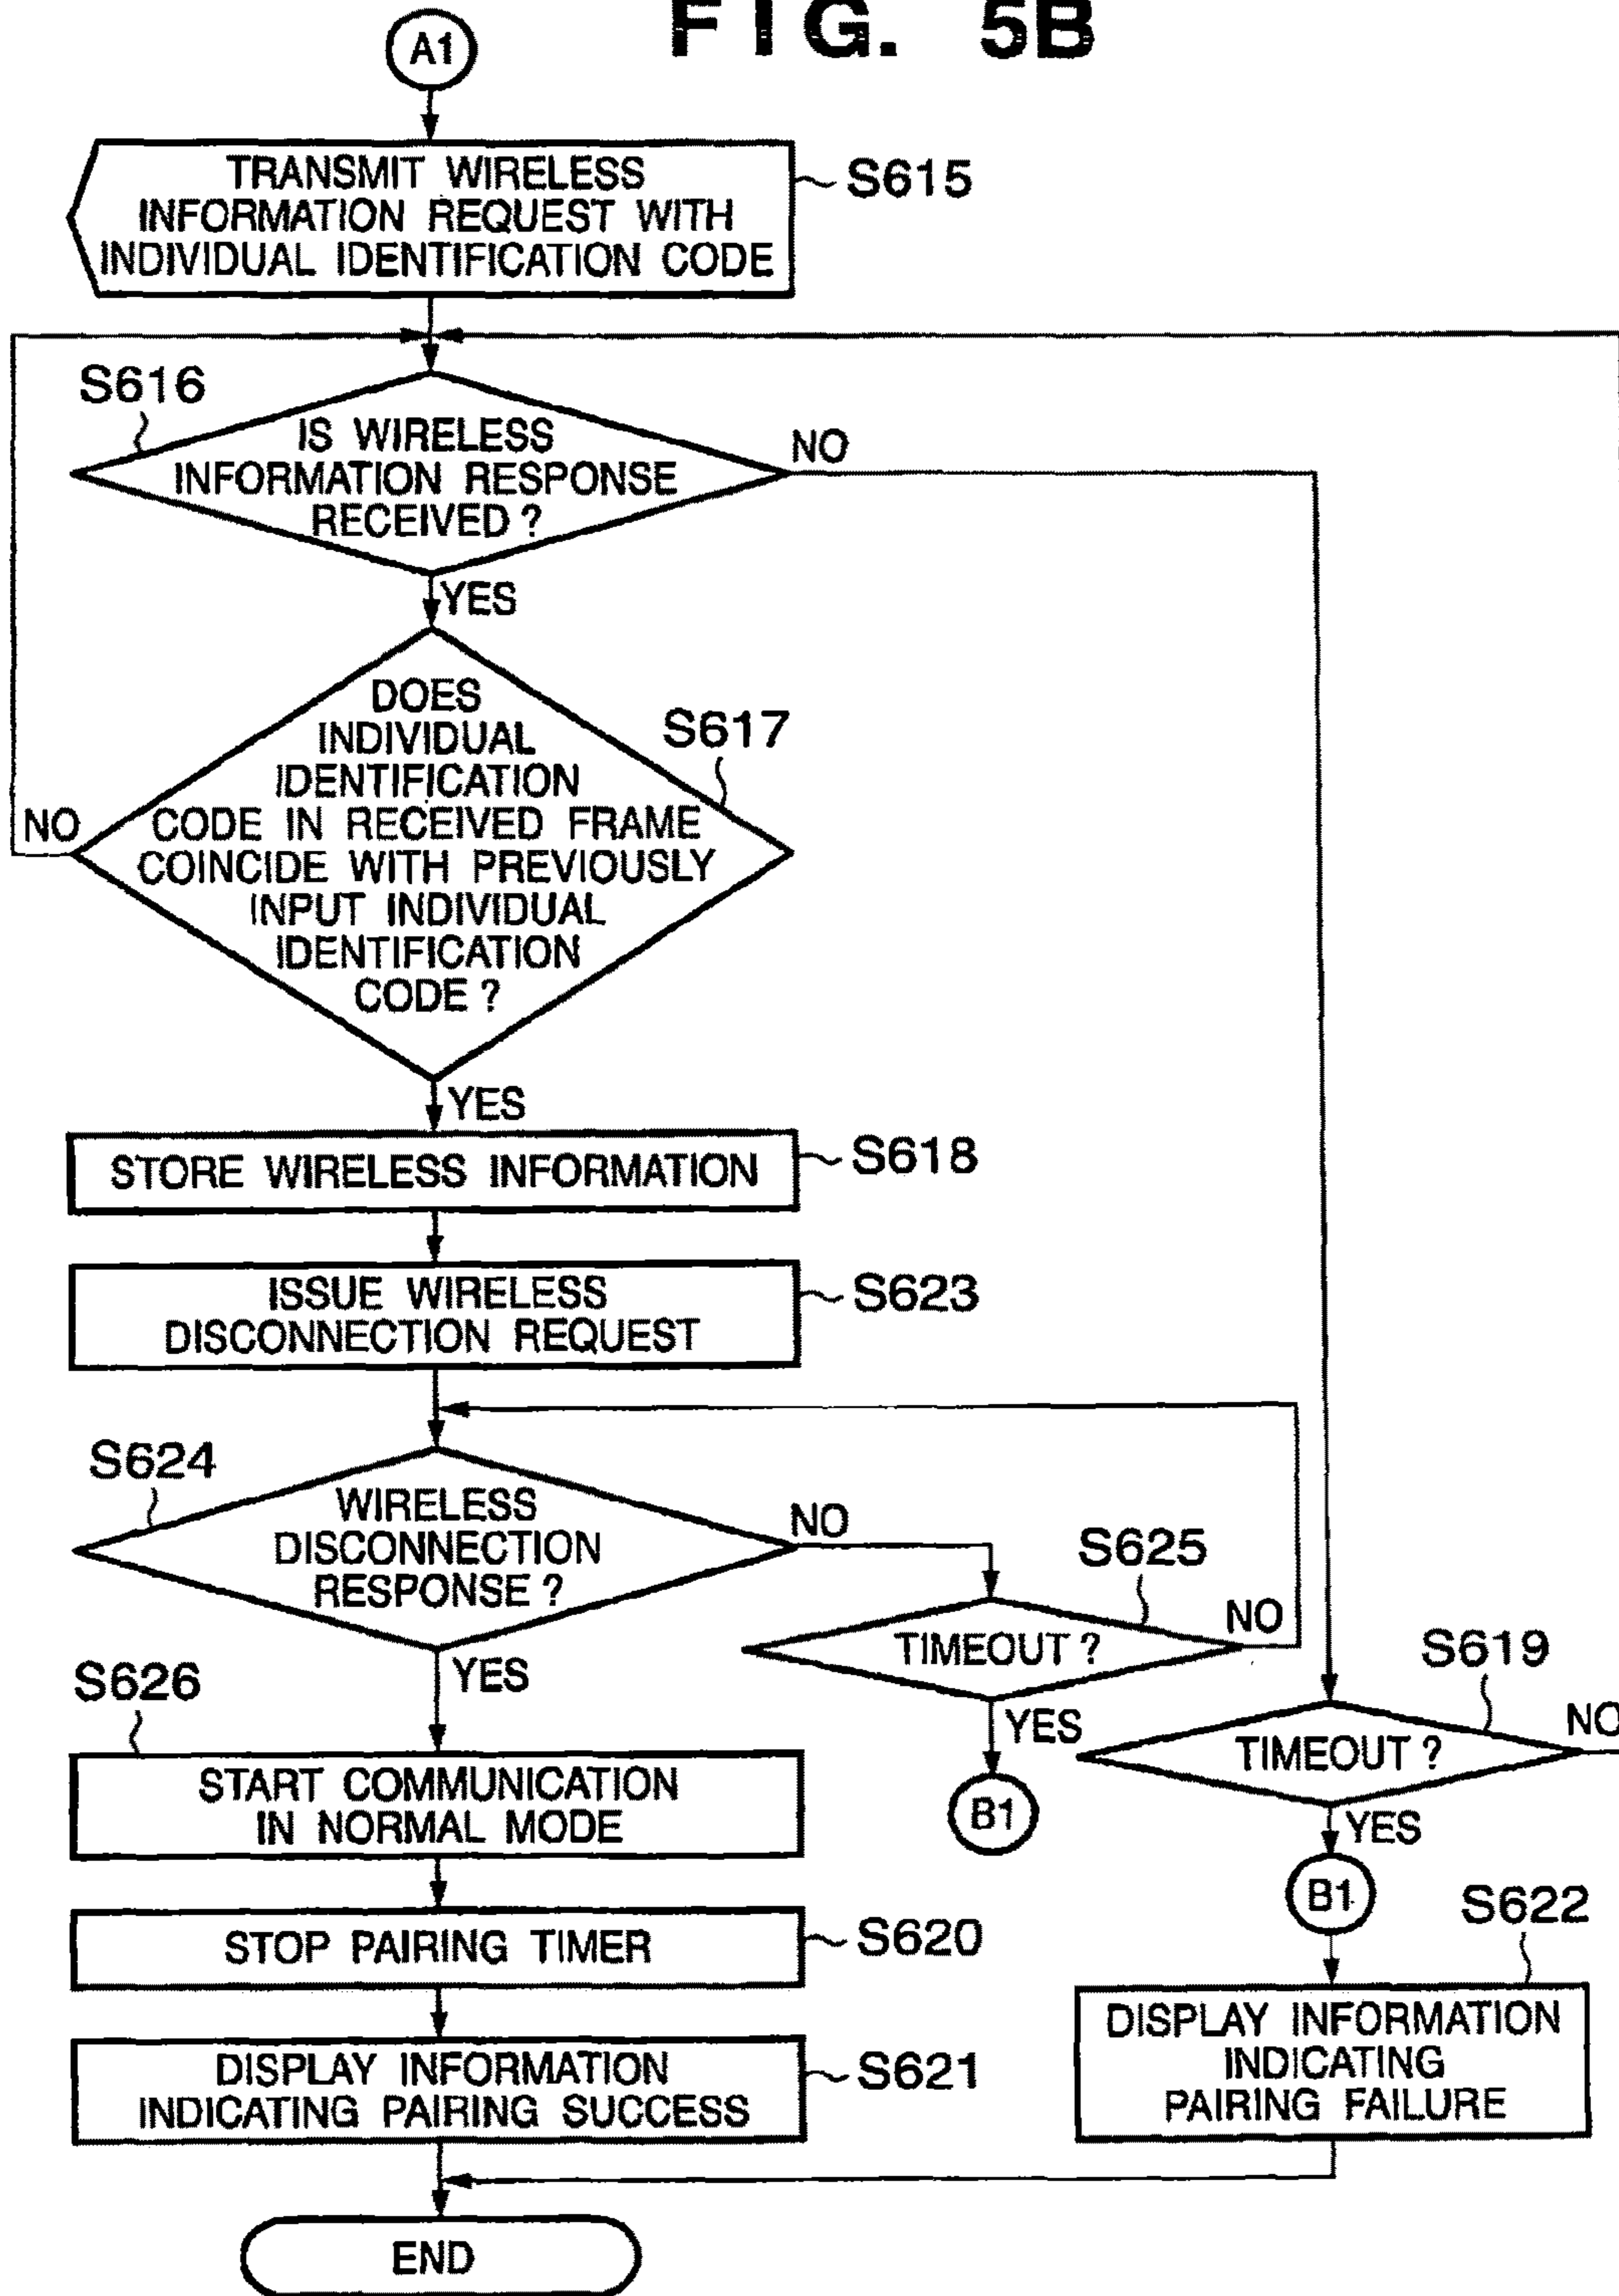 FIG. 5B
A1
TRANSMIT WIRELESS
INFORMATION REQUEST WITH
INDIVIDUAL IDENTIFICATION CODE
S615
S616
IS WIRELESS
INFORMATION RESPONSE
RECEIVED ?
NO
YES
DOES
INDIVIDUAL
IDENTIFICATION
CODE IN RECEIVED FRAME
COINCIDE WITH PREVIOUSLY
INPUT INDIVIDUAL
IDENTIFICATION
CODE ?
S617
NO
YES
STORE WIRELESS INFORMATION
S618
ISSUE WIRELESS
DISCONNECTION REQUEST
S623
S624
WIRELESS
DISCONNECTION
RESPONSE ?
NO
YES
S625
TIMEOUT ?
NO
YES
B1
S619
TIMEOUT ?
NO
YES
B1
S626
START COMMUNICATION
IN NORMAL MODE
STOP PAIRING TIMER
S620
DISPLAY INFORMATION
INDICATING PAIRING SUCCESS
S621
S622
DISPLAY INFORMATION
INDICATING
PAIRING FAILURE
END